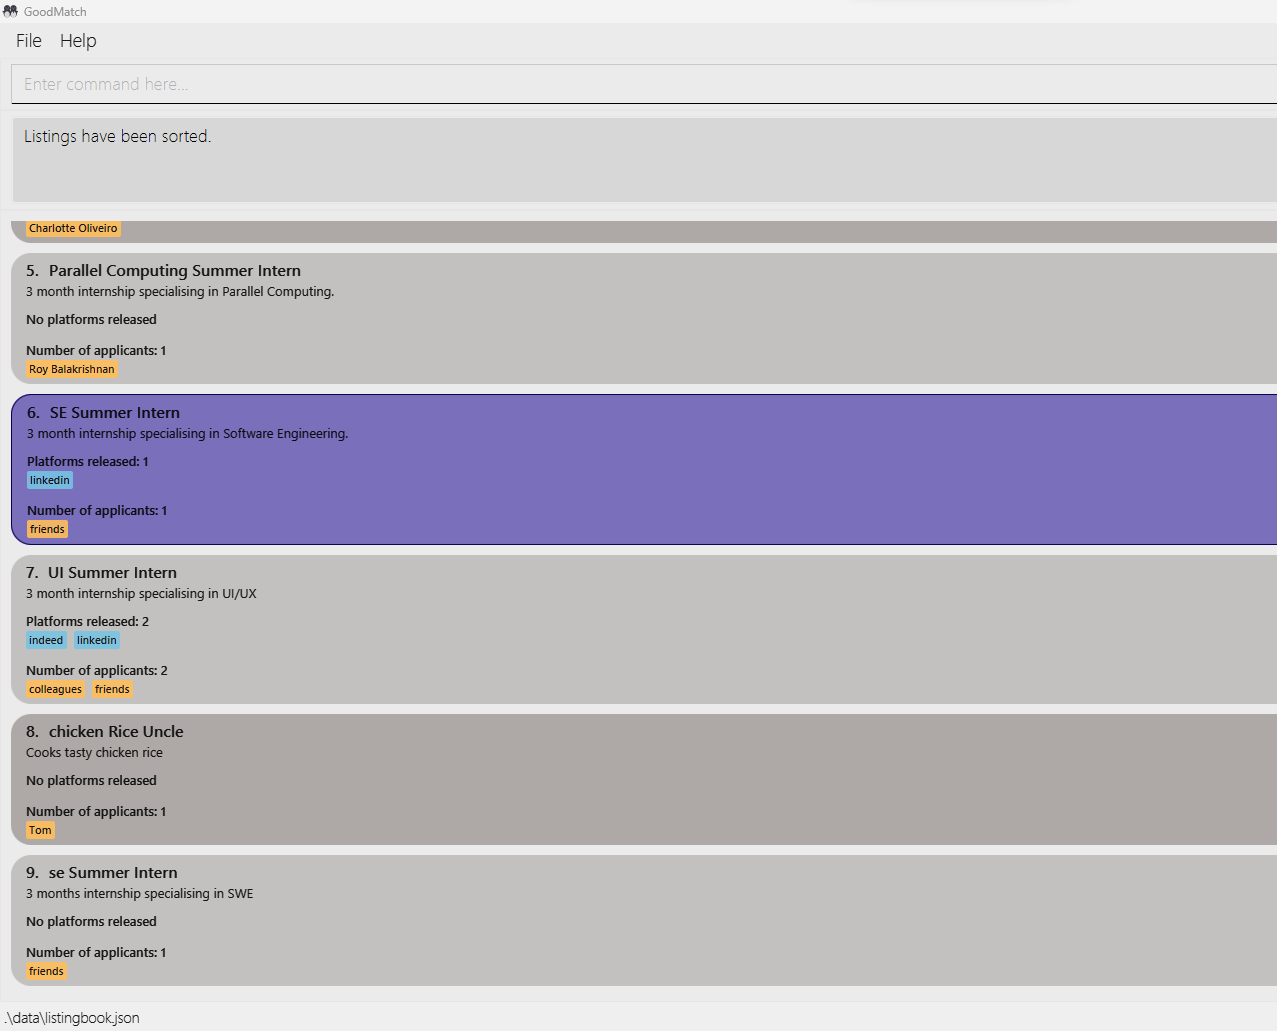 GoodMatch
File Help
Enter command here...
Listings have been sorted.
Charlotte Oliveiro
5. Parallel Computing Summer Intern
3 month internship specialising in Parallel Computing.
No platforms released
Number of applicants: 1
Roy Balakrishnan
6. SE Summer Intern
3 month internship specialising in Software Engineering.
Platforms released: 1
linkedin
Number of applicants: 1
friends
7. UI Summer Intern
3 month internship specialising in UI/UX
Platforms released: 2
indeed linkedin
Number of applicants: 2
colleagues friends
8. chicken Rice Uncle
Cooks tasty chicken rice
No platforms released
Number of applicants: 1
Tom
9. se Summer Intern
3 months internship specialising in SWE
No platforms released
Number of applicants: 1
friends
.\data\listingbook.json